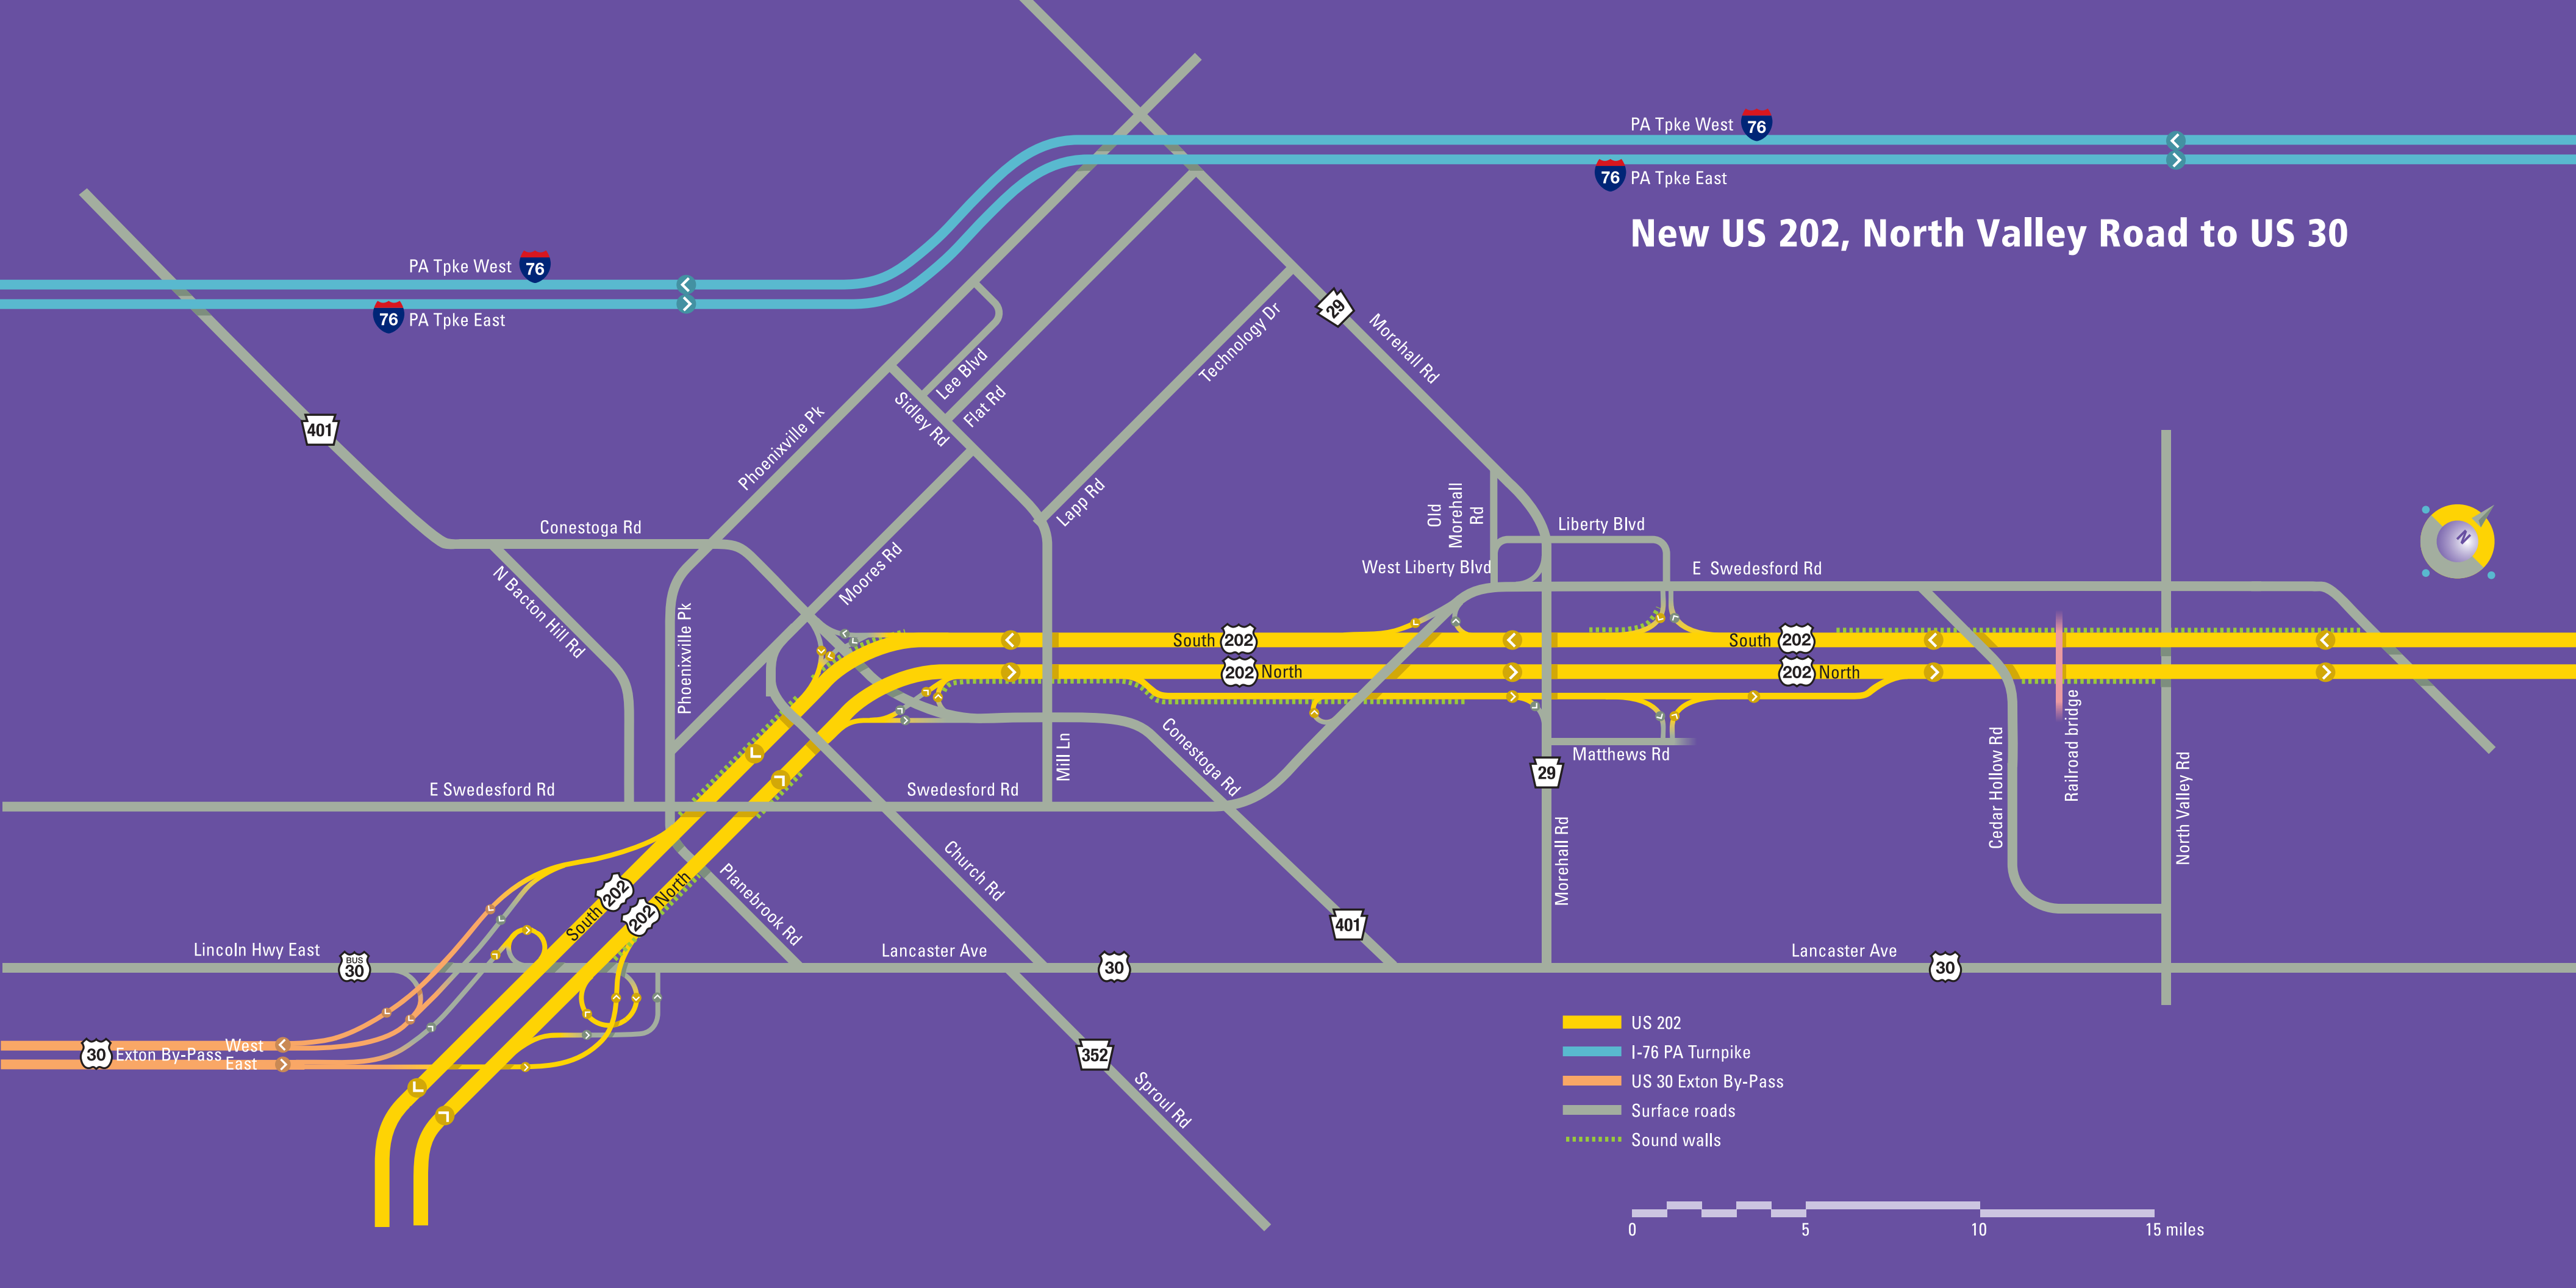 PA Tpke West 76
76 PA Tpke East
New US 202, North Valley Road to US 30
PA Tpke West 76
76 PA Tpke East
29
Morehall Rd
Technology Dr
Lee Blvd
Flat Rd
Sidley Rd
Phoenixville Pk
401
Lapp Rd
Old
Morehall
Rd
Conestoga Rd
Liberty Blvd
N
West Liberty Blvd
E Swedesford Rd
Moores Rd
N Bacton Hill Rd
Phoenixville Pk
South 202
202 North
South 202
202 North
Railroad bridge
Conestoga Rd
Mill Ln
Matthews Rd
29
Cedar Hollow Rd
North Valley Rd
E Swedesford Rd
Swedesford Rd
Morehall Rd
Church Rd
Planebrook Rd
South 202
202 North
401
Lincoln Hwy East
BUS
30
Lancaster Ave
30
Lancaster Ave
30
30 Exton By-Pass
West
East
352
Sproul Rd
US 202
I-76 PA Turnpike
US 30 Exton By-Pass
Surface roads
Sound walls
0 5 10 15 miles